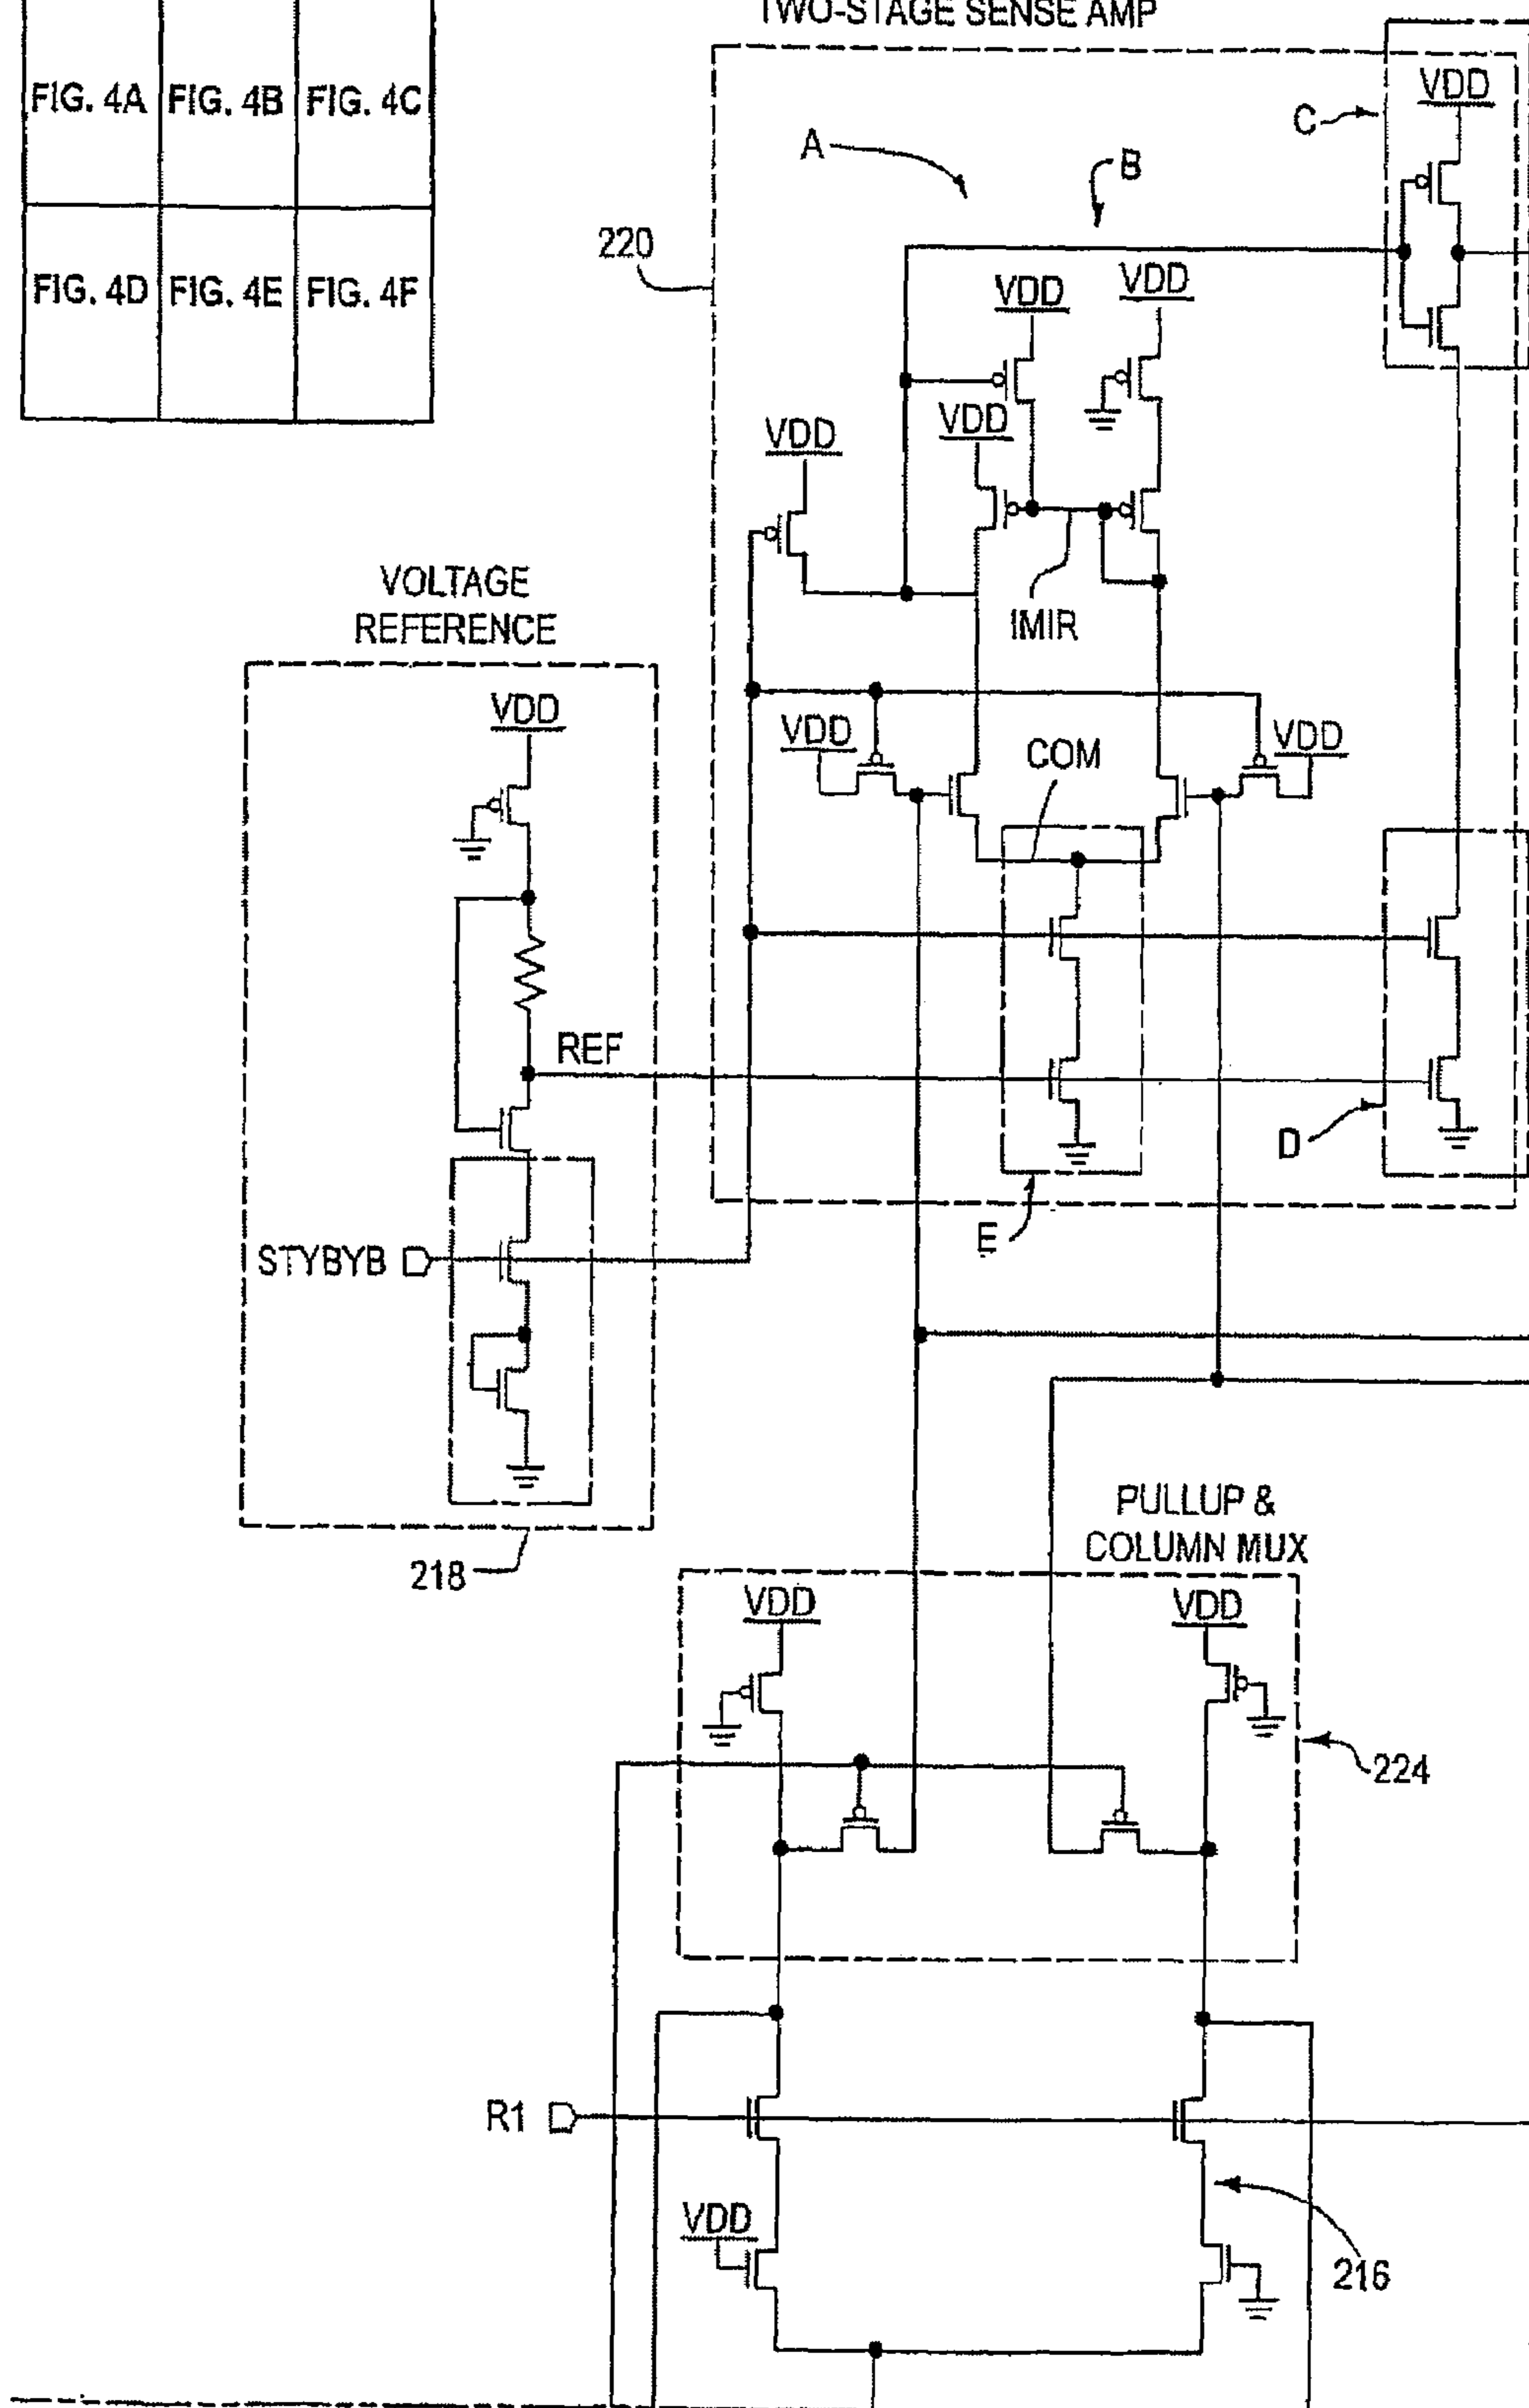 TWO-STAGE SENSE AMP
FIG. 4A FIG. 4B FIG. 4C
FIG. 4D FIG. 4E FIG. 4F
VDD
C
A
B
220
VDD
VDD
VDD
VDD
IMIR
VOLTAGE
REFERENCE
VDD
VDD
COM
VDD
REF
D
E
STYBYB
218
PULLUP &
COLUMN MUX
VDD
VDD
224
R1
VDD
216